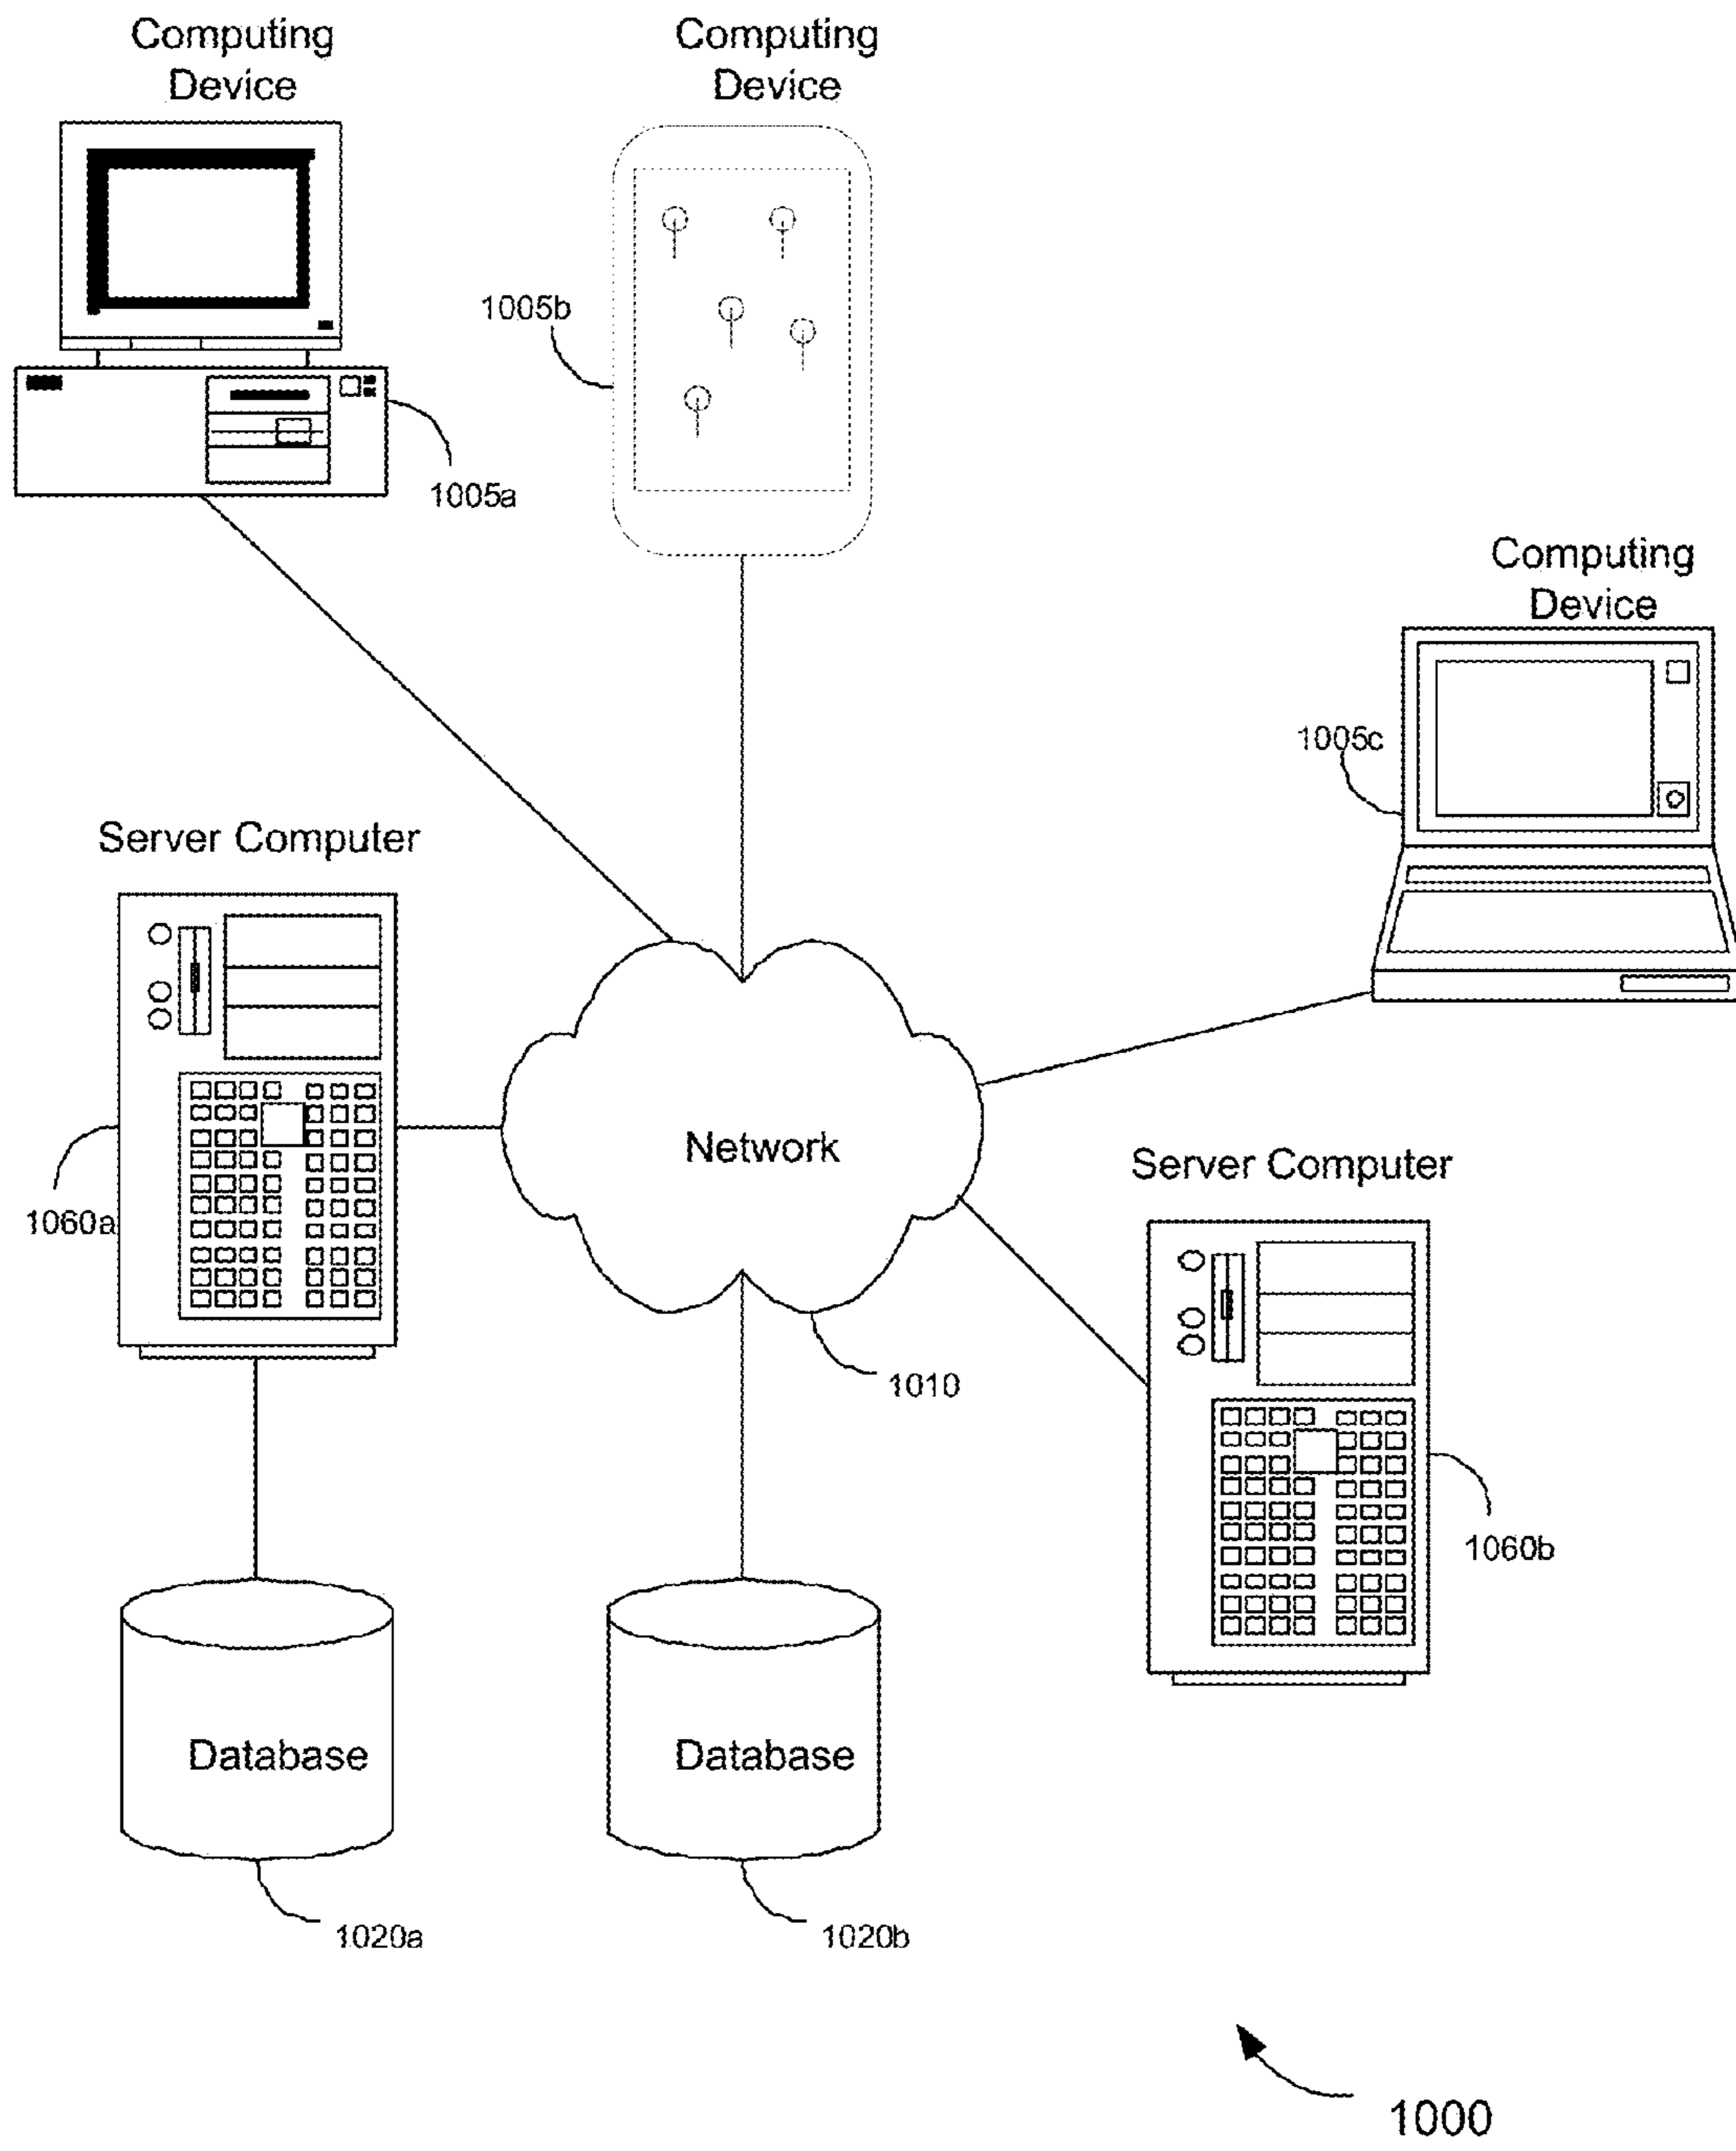 Computing
Device
Computing
Device
1005b
1005a
Computing
Device
1005c
Server Computer
Network
Server Computer
1060a
1010
1060b
Database
Database
1020a
1020b
1000